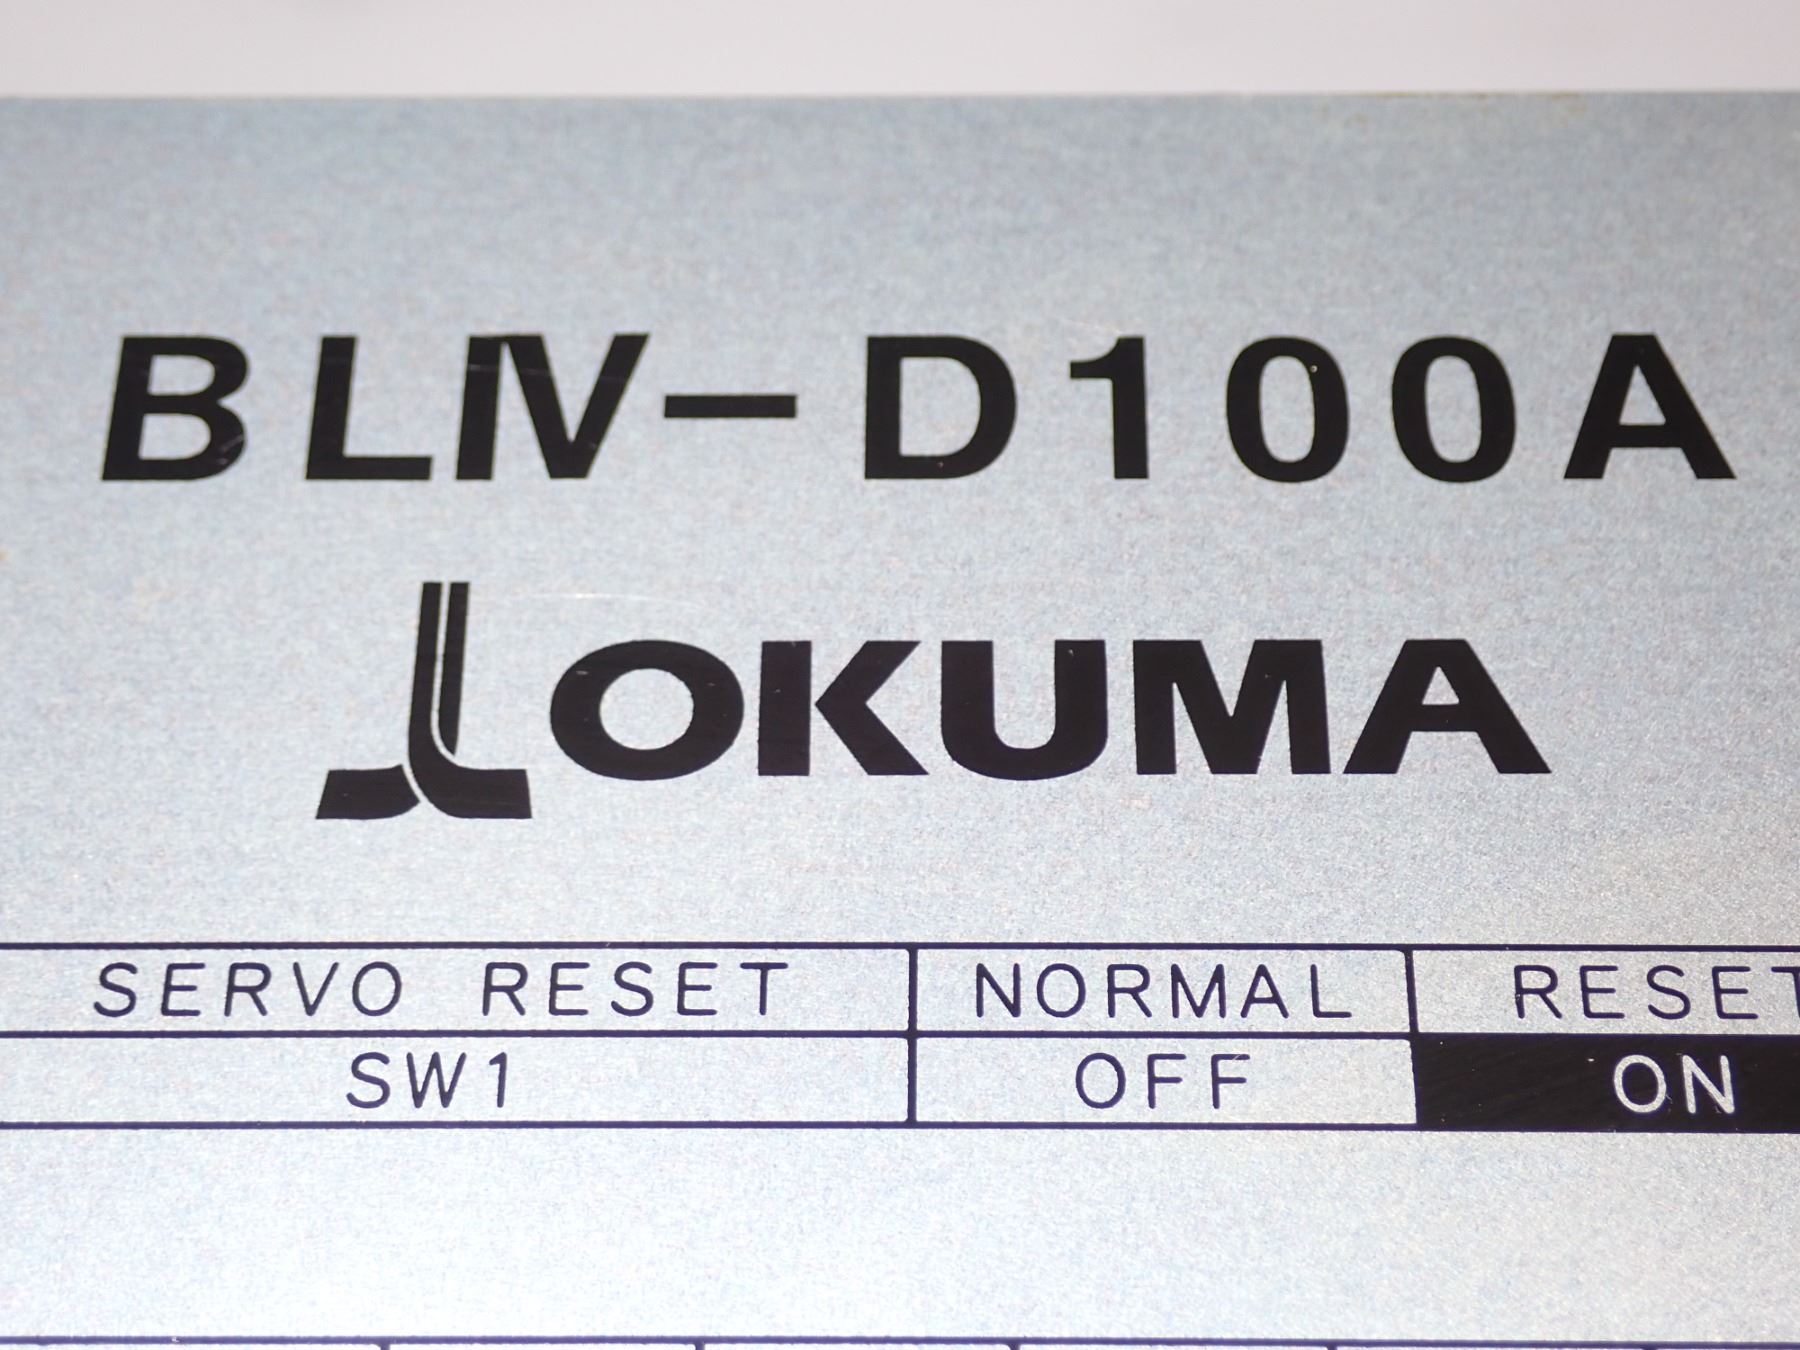 BLIV-D100A
OKUMA
SERVO RESET NORMAL RESET
SW1 OFF ON